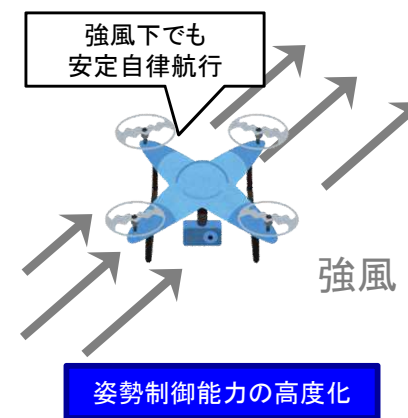 強風下でも
安定自律航行
強風
姿勢制御能力の高度化